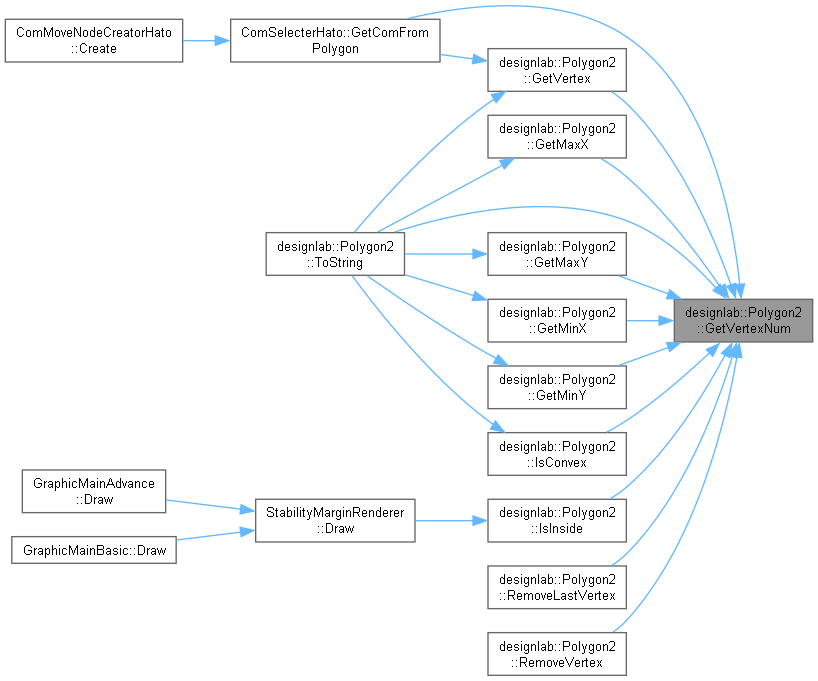 ComMoveNodeCreatorHato
::Create
ComSelecterHato::GetComFrom
Polygon
designlab::Polygon2
::GetVertex
designlab::Polygon2
::GetMaxX
designlab::Polygon2
::ToString
designlab::Polygon2
::GetMaxY
designlab::Polygon2
::GetMinX
designlab::Polygon2
::GetVertexNum
designlab::Polygon2
::GetMinY
designlab::Polygon2
::IsConvex
GraphicMainAdvance
::Draw
StabilityMarginRenderer
::Draw
designlab::Polygon2
::IsInside
GraphicMainBasic::Draw
designlab::Polygon2
::RemoveLastVertex
designlab::Polygon2
::RemoveVertex